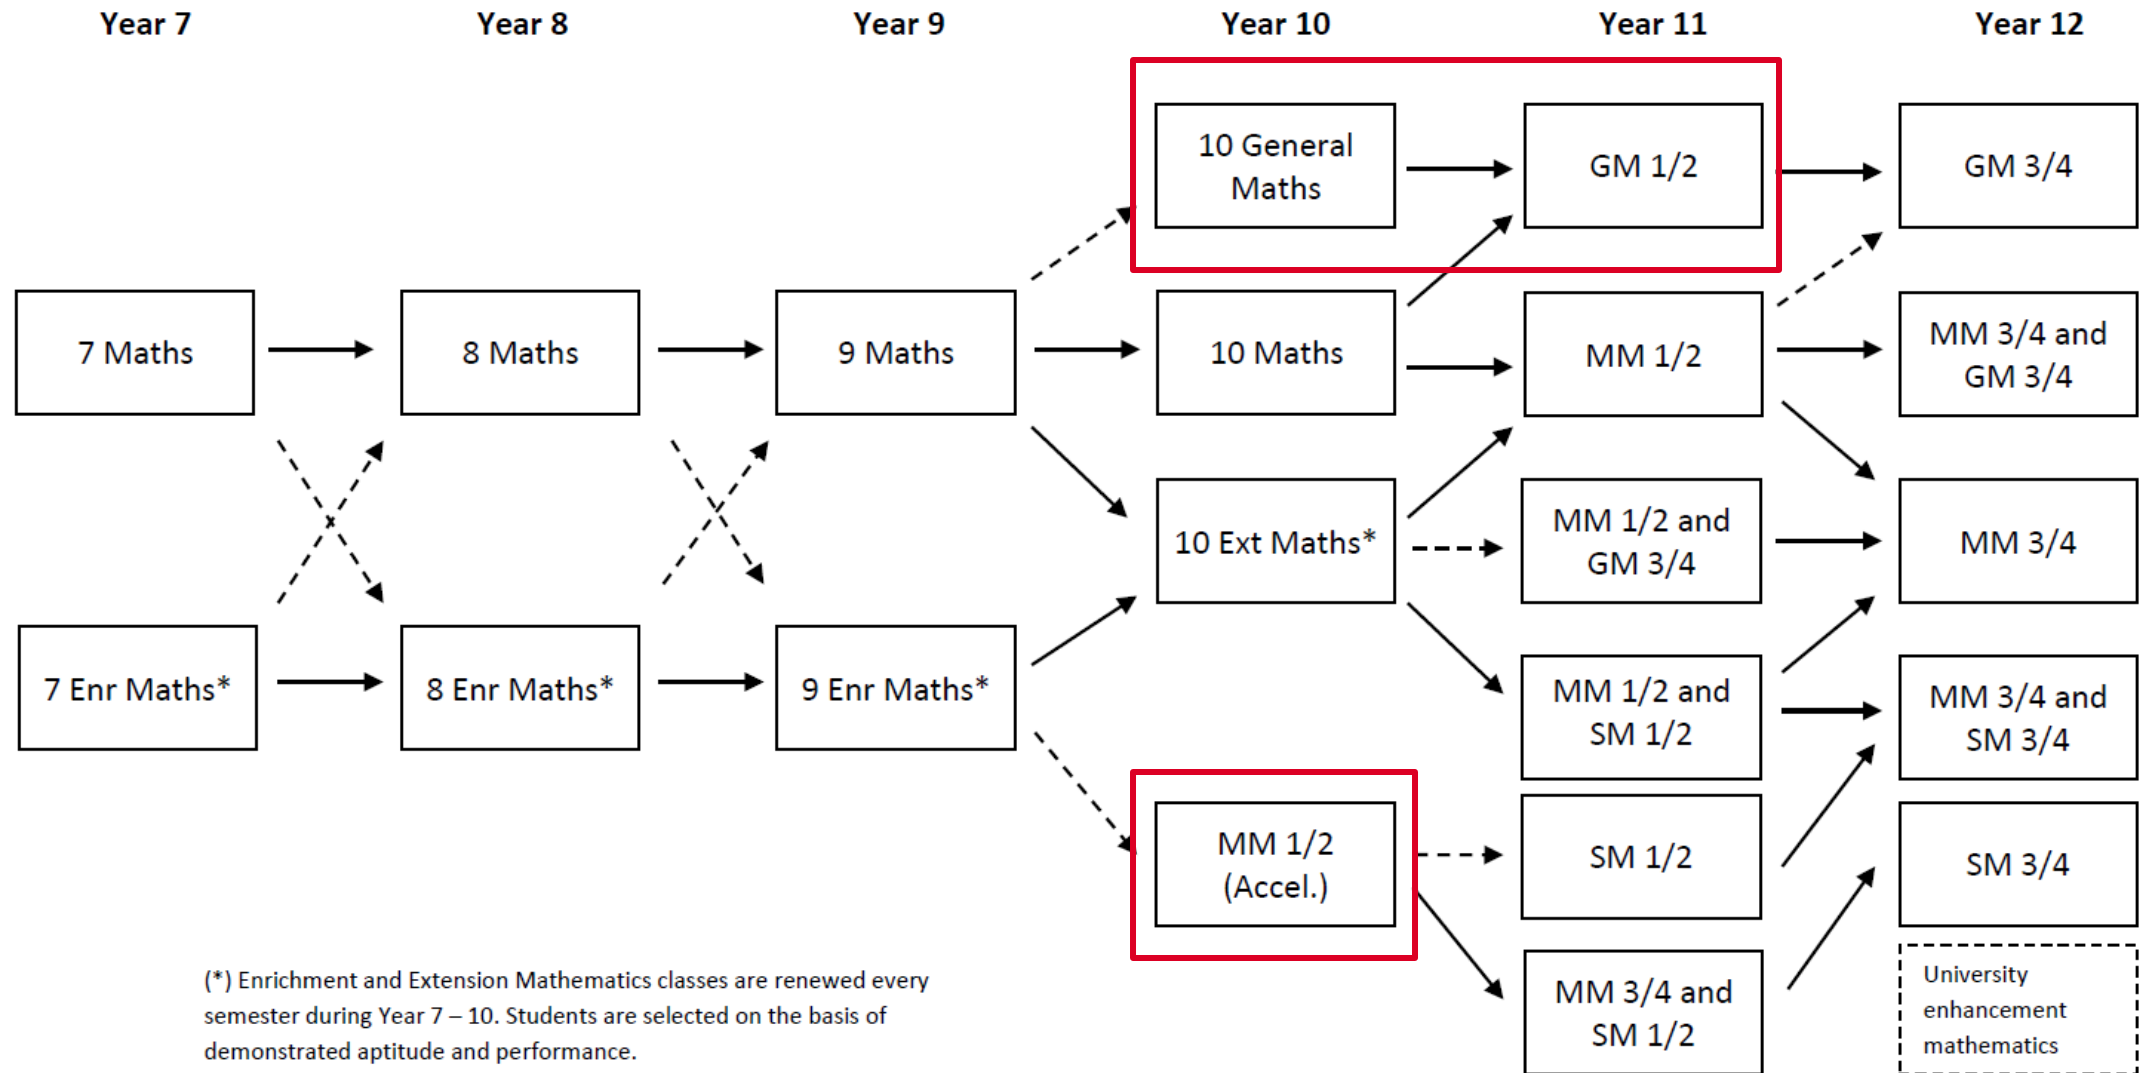 Year 7
Year 8
Year 9
Year 10
Year 11
Year 12
10 General
Maths
GM 1/2
GM 3/4
7 Maths
8 Maths
9 Maths
10 Maths
MM 1/2
MM 3/4 and
GM 3/4
10 Ext Maths*
MM 1/2 and
GM 3/4
MM 3/4
7 Enr Maths*
8 Enr Maths*
9 Enr Maths*
MM 1/2 and
SM 1/2
MM 3/4 and
SM 3/4
MM 1/2
(Accel.)
SM 1/2
SM 3/4
MM 3/4 and
SM 1/2
University
enhancement
mathematics
(*) Enrichment and Extension Mathematics classes are renewed every
semester during Year 7 – 10. Students are selected on the basis of
demonstrated aptitude and performance.